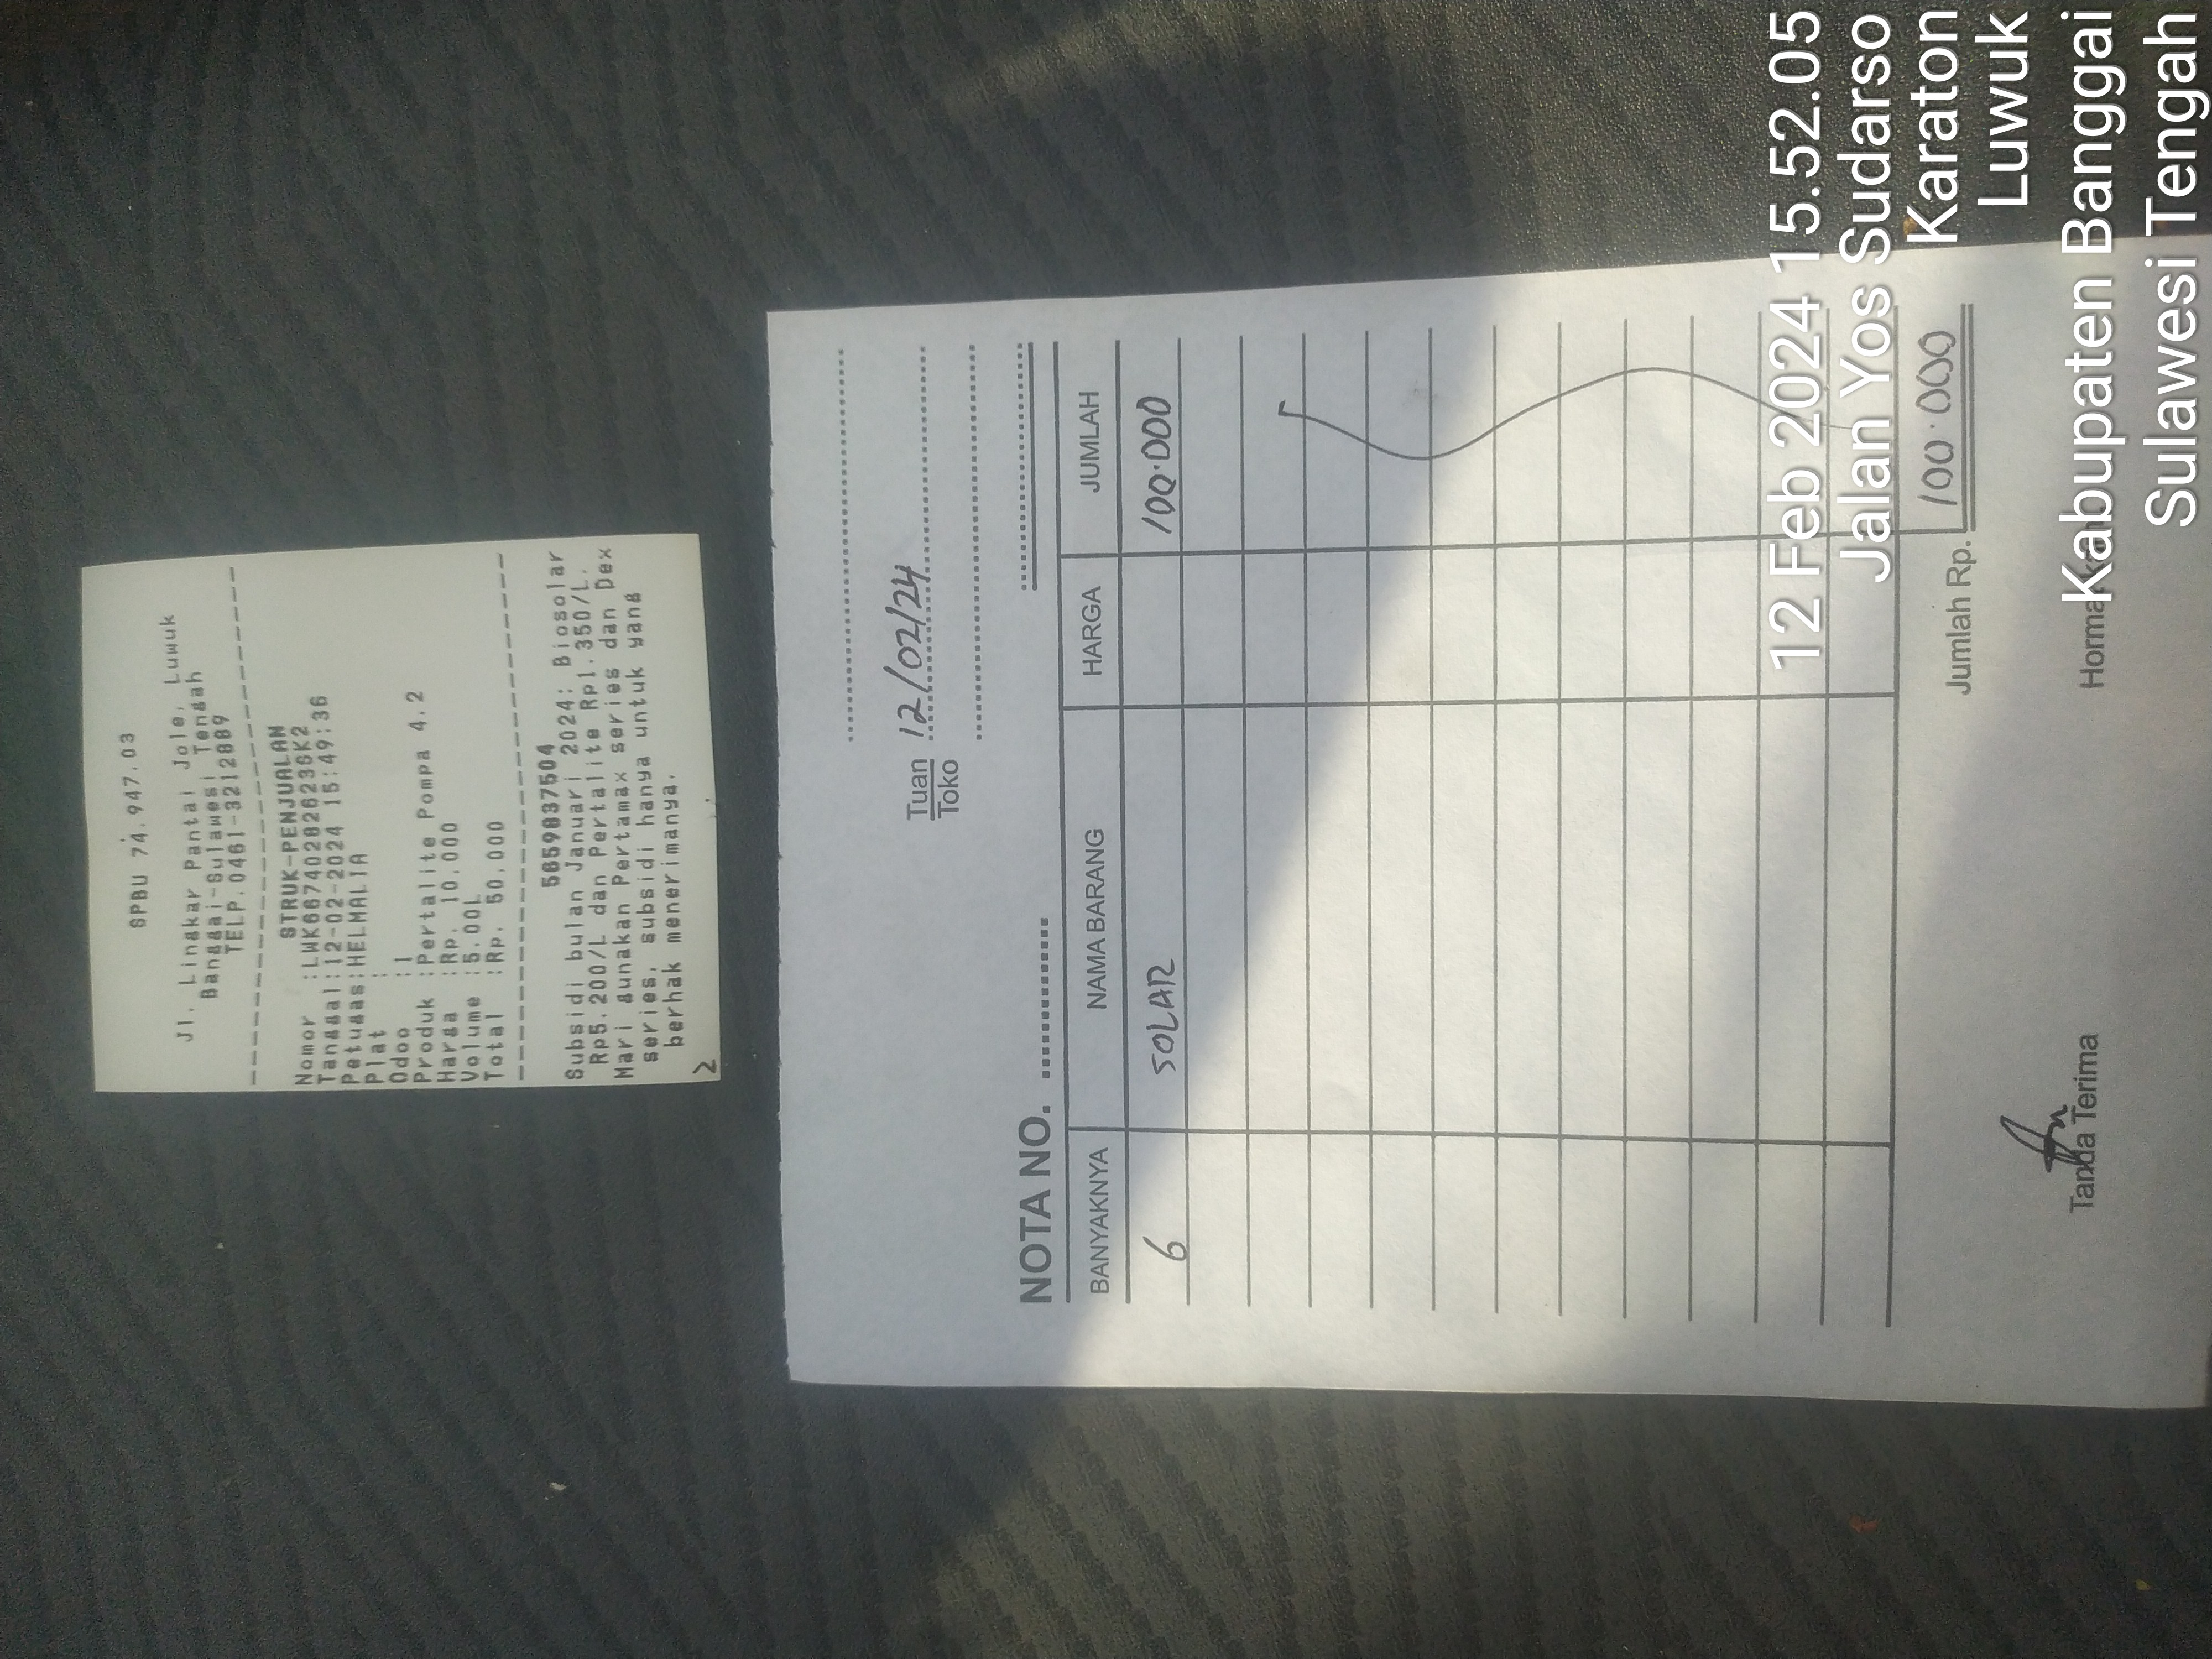 SPBU 74.947.03
Jl. Lingkar Pantai Jole, Luwuk
Banggai-Sulawesi Tengah
TELP.0461-3212889
STRUK-PENJUALAN
Nomor :LWK667402826236K2
Tanggal:12-02-2024 15:49:36
Petugas:HELMALIA
Plat :
Odoo :1
Produk :Pertalite Pompa 4.2
Harga :Rp. 10,000
Volume :5.00L
Total :Rp. 50,000
5859837504
Subsidi bulan Januari 2024: Biosolar
Rp5.200/L dan Pertalite Rp1.350/L.
Mari gunakan Pertamax series dan Dex
series, subsidi hanya untuk yang
berhak menerimanya.
2
Tuan 12/02/24
Toko
NOTA NO. ............
BANYAKNYA NAMA BARANG HARGA JUMLAH
6 SOLAR 100.000
Jumlah Rp. 100.000
Tanda Terima
12 Feb 2024 15.52.05
Jalan Yos Sudarso
Karaton
Luwuk
Kabupaten Banggai
Sulawesi Tengah